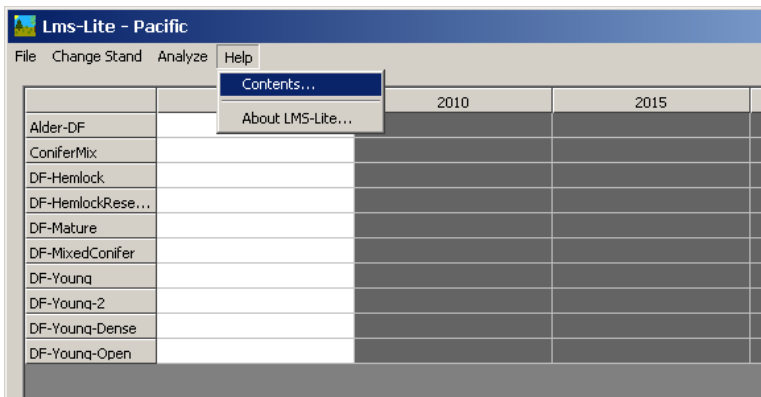 Lms-Lite - Pacific
File Change Stand Analyze Help
Contents...
About LMS-Lite...
2010 2015
Alder-DF
ConiferMix
DF-Hemlock
DF-HemlockRese...
DF-Mature
DF-MixedConifer
DF-Young
DF-Young-2
DF-Young-Dense
DF-Young-Open